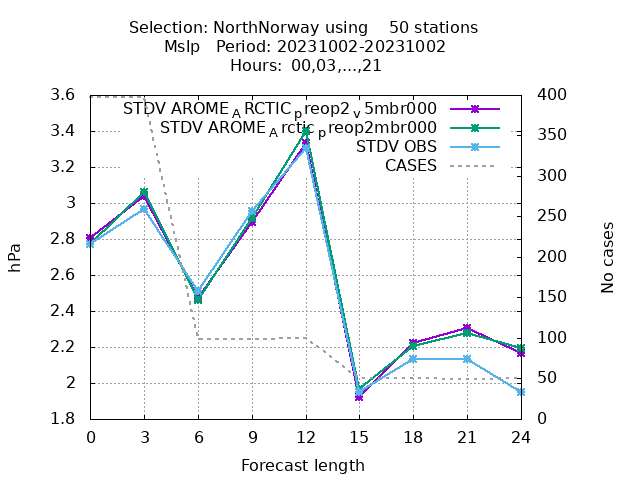 Selection: NorthNorway using 50 stations
Mslp Period: 20231002-20231002
Hours: 00,03,...,21
STDV AROME_ARCTIC_preop2_v5mbr000
STDV AROME_Arctic_preop2mbr000
STDV OBS
CASES
3.6
3.4
3.2
3
2.8
2.6
2.4
2.2
2
1.8
hPa
400
350
300
250
200
150
100
50
0
No cases
0 3 6 9 12 15 18 21 24
Forecast length